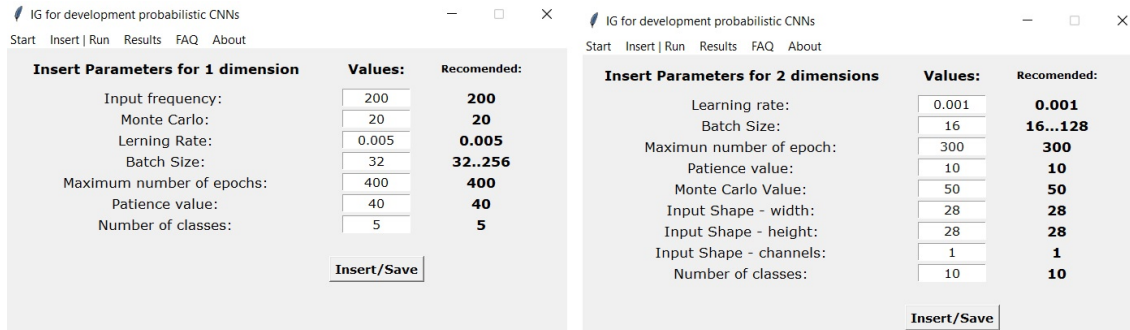 IG for development probabilistic CNNs
Start Insert | Run Results FAQ About
Insert Parameters for 1 dimension Values: Recomended:
Input frequency: 200 200
Monte Carlo: 20 20
Lerning Rate: 0.005 0.005
Batch Size: 32 32..256
Maximum number of epochs: 400 400
Patience value: 40 40
Number of classes: 5 5
Insert/Save
IG for development probabilistic CNNs
Start Insert | Run Results FAQ About
Insert Parameters for 2 dimensions Values: Recomended:
Learning rate: 0.001 0.001
Batch Size: 16 16...128
Maximun number of epoch: 300 300
Patience value: 10 10
Monte Carlo Value: 50 50
Input Shape - width: 28 28
Input Shape - height: 28 28
Input Shape - channels: 1 1
Number of classes: 10 10
Insert/Save